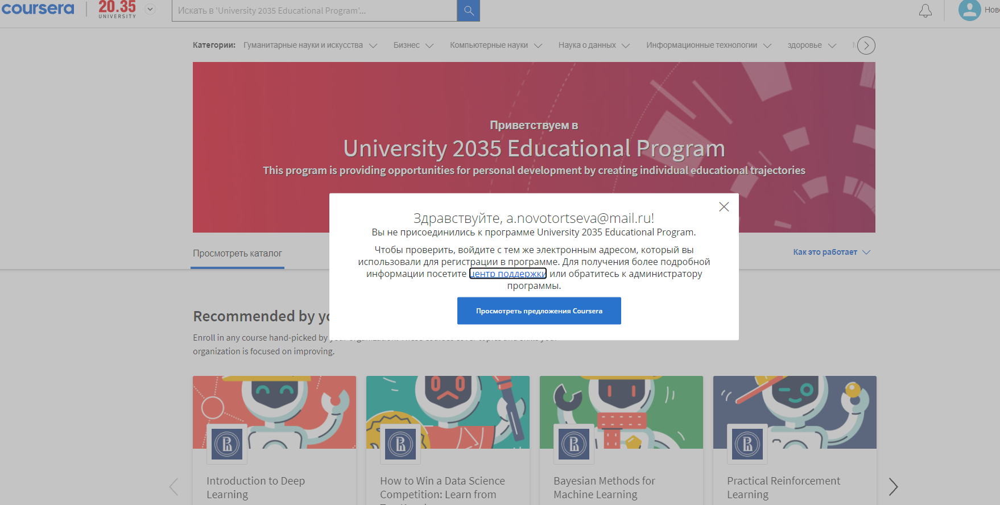 coursera
20.35
UNIVERSITY
Искать в 'University 2035 Educational Program'...
Категории: Гуманитарные науки и искусства Бизнес Компьютерные науки Наука о данных Информационные технологии здоровье
Приветствуем в
University 2035 Educational Program
This program is providing opportunities for personal development by creating individual educational trajectories
Здравствуйте, a.novotortseva@mail.ru!
Вы не присоединились к программе University 2035 Educational Program.
Чтобы проверить, войдите с тем же электронным адресом, который вы
использовали для регистрации в программе. Для получения более подробной
информации посетите центр поддержки или обратитесь к администратору
программы.
Просмотреть предложения Coursera
Просмотреть каталог
Как это работает
Recommended by
Enroll in any course hand-picked by
organization is focused on improving.
Introduction to Deep
Learning
How to Win a Data Science
Competition: Learn from
Bayesian Methods for
Machine Learning
Practical Reinforcement
Learning